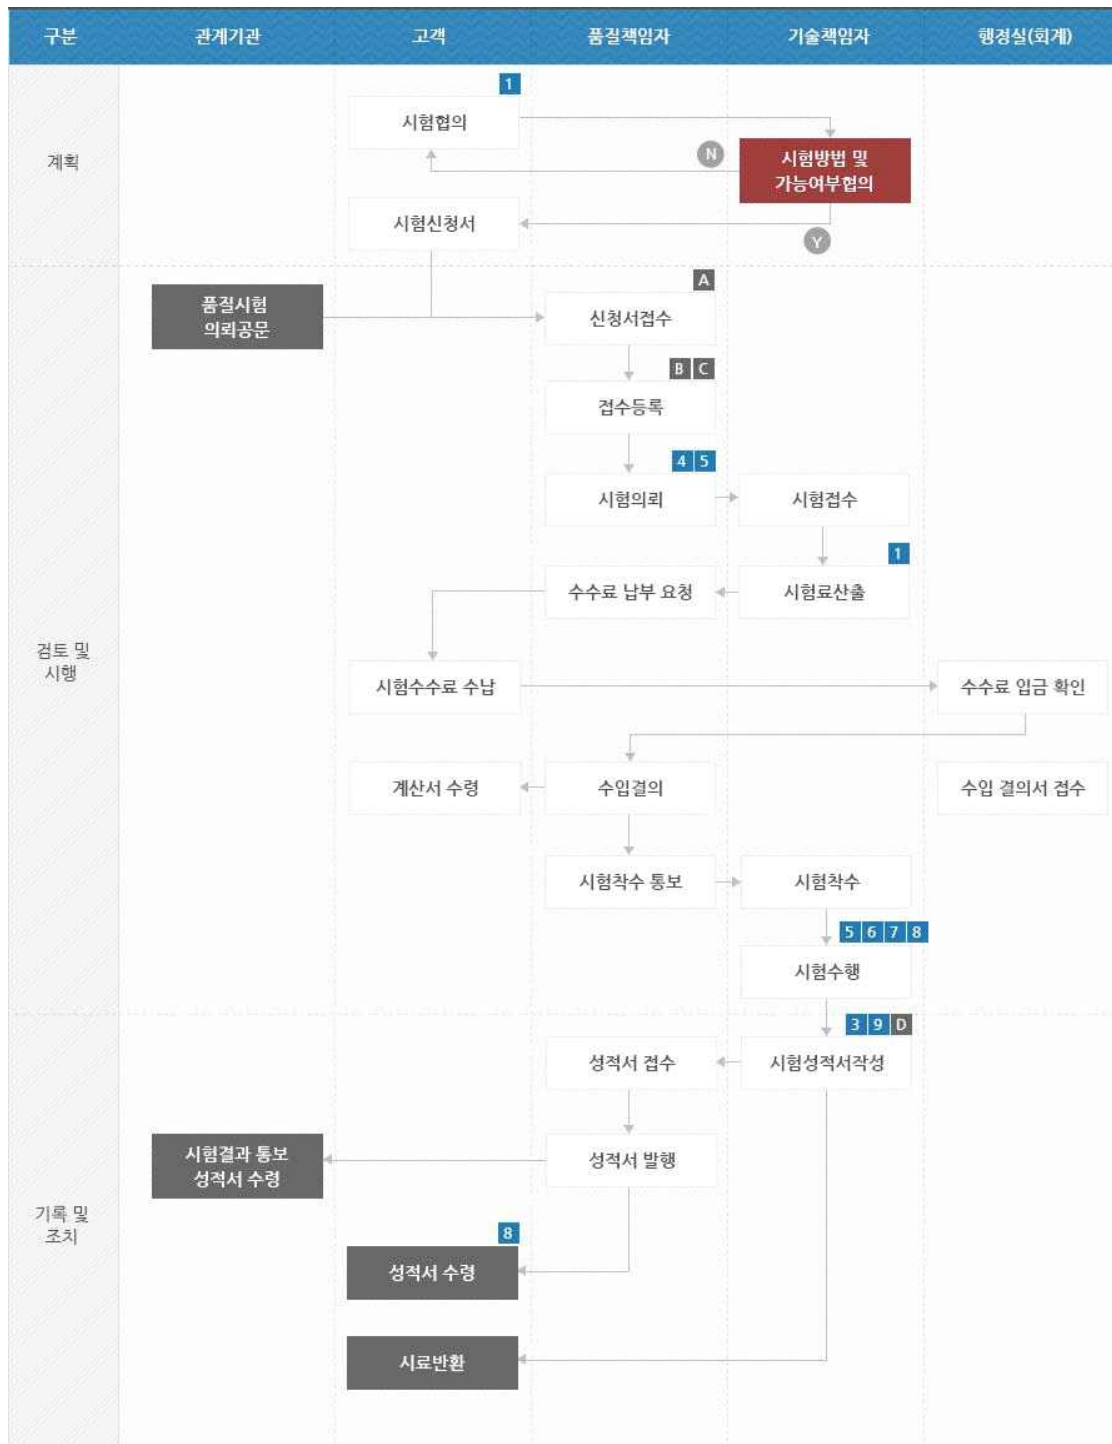 구분 관계기관 고객 품질책임자 기술책임자 행정실(회계)
1
시험협의
계획
N
시험방법 및
가능여부협의
시험신청서
Y
A
품질시험
의뢰공문
신청서접수
B C
접수등록
4 5
시험의뢰 시험접수
1
수수료 납부 요청 시험료산출
검토 및
시행
시험수수료 수납 수수료 입금 확인
계산서 수령 수입결의 수입 결의서 접수
시험착수 통보 시험착수
5 6 7 8
시험수행
3 9 D
성적서 접수 시험성적서작성
시험결과 통보
성적서 수령
성적서 발행
기록 및
조치
8
성적서 수령
시료반환